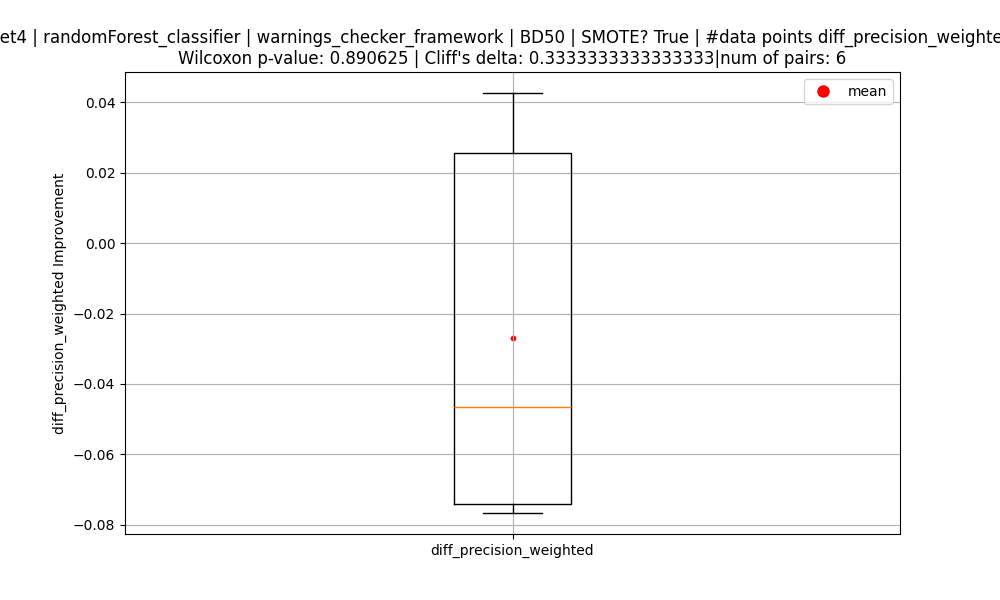 et4 | randomForest_classifier | warnings_checker_framework | BD50 | SMOTE? True | #data points diff_precision_weighte
Wilcoxon p-value: 0.890625 | Cliff's delta: 0.3333333333333333|num of pairs: 6
mean
0.04
0.02
0.00
−0.02
−0.04
−0.06
−0.08
diff_precision_weighted Improvement
diff_precision_weighted